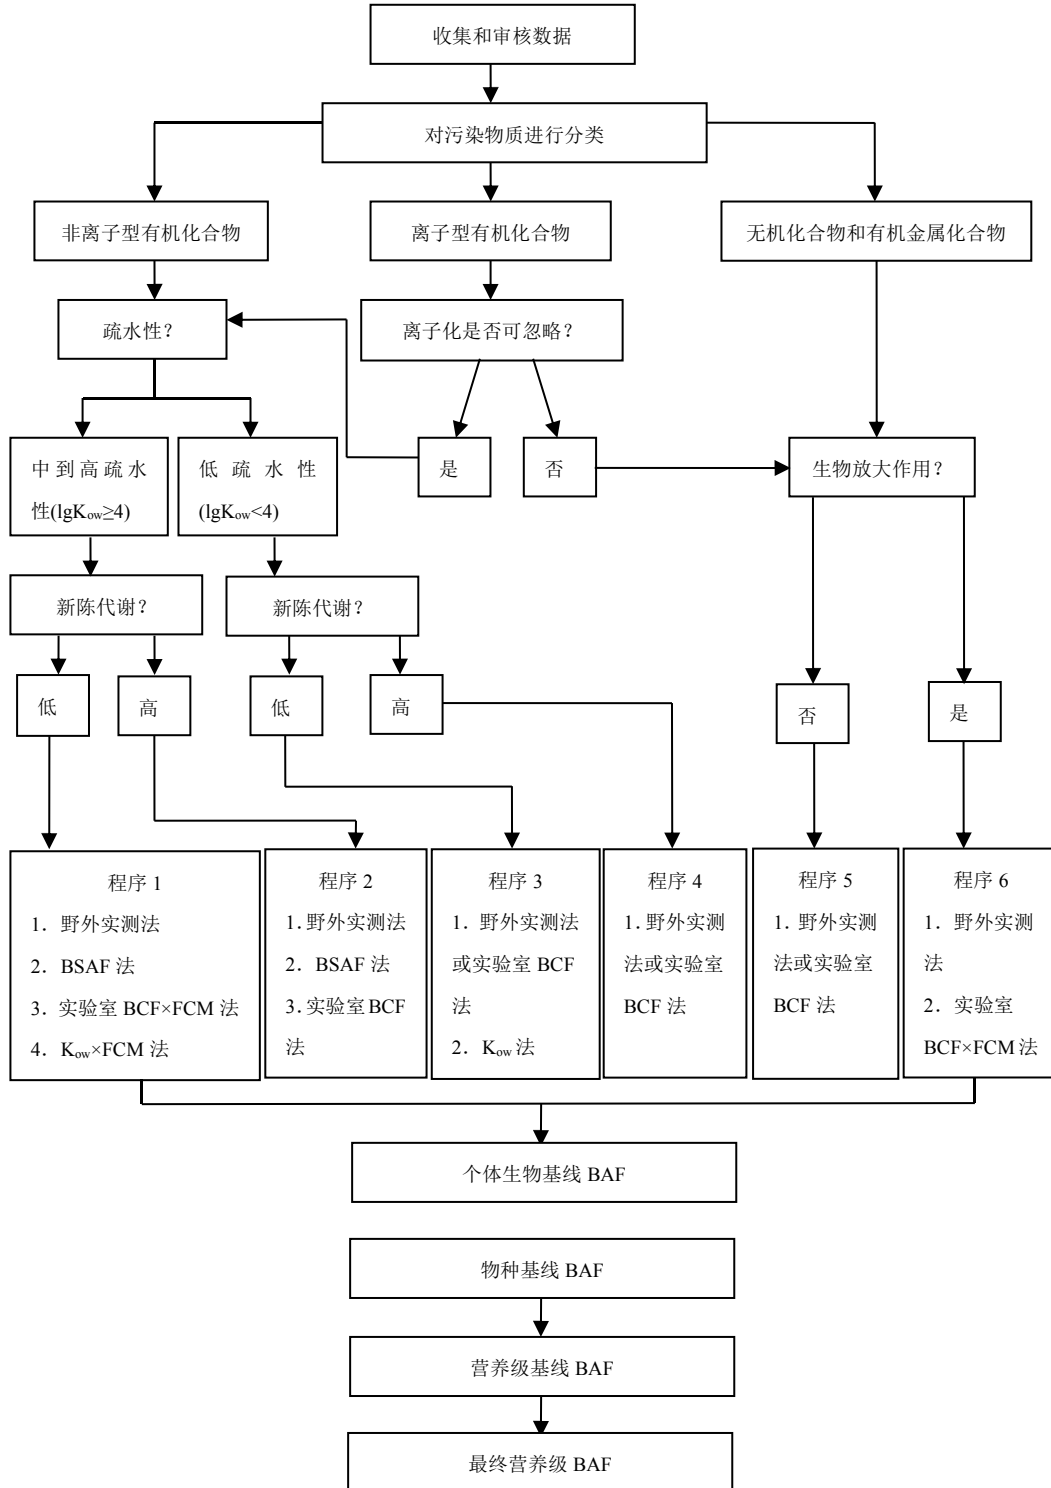 收集和审核数据
对污染物质进行分类
非离子型有机化合物
离子型有机化合物
无机化合物和有机金属化合物
疏水性？
离子化是否可忽略？
中到高疏水
性(lgKow≥4)
低疏水性
(lgKow<4)
是
否
生物放大作用？
新陈代谢？
新陈代谢？
低
高
低
高
否
是
程序 1
1．野外实测法
2．BSAF 法
3．实验室 BCF×FCM 法
4．Kow×FCM 法
程序 2
1.野外实测法
2．BSAF 法
3.实验室 BCF
法
程序 3
1．野外实测法
或实验室 BCF
法
2．Kow 法
程序 4
1.野外实测
法或实验室
BCF 法
程序 5
1.野外实测
法或实验室
BCF 法
程序 6
1．野外实测
法
2．实验室
BCF×FCM 法
个体生物基线 BAF
物种基线 BAF
营养级基线 BAF
最终营养级 BAF